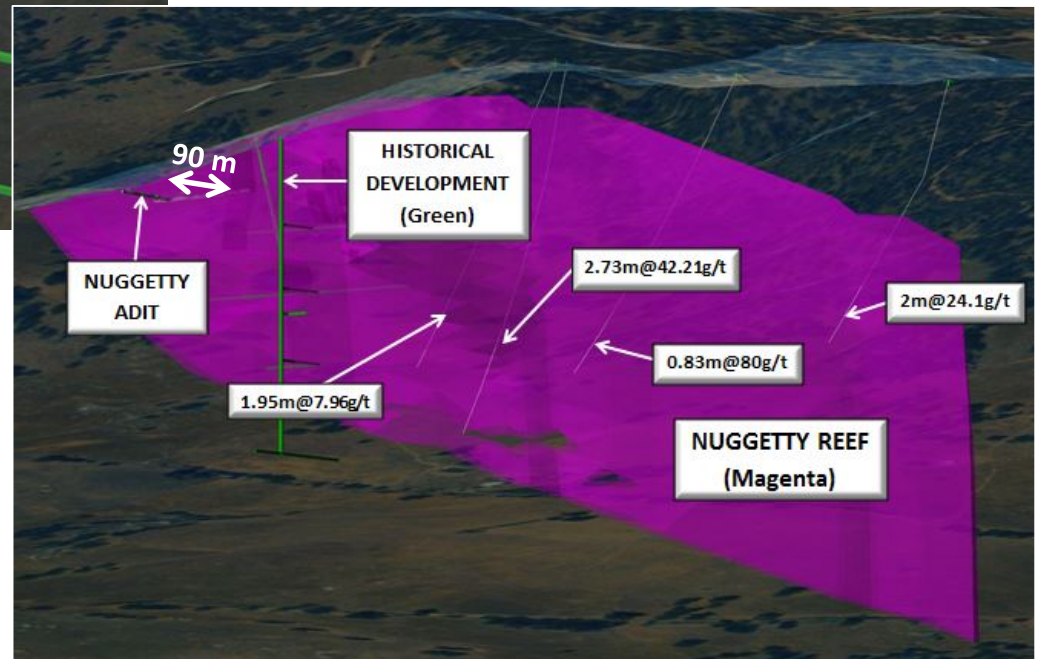 90 m
HISTORICAL
DEVELOPMENT
(Green)
NUGGETTY
ADIT
2.73m@42.21g/t
2m@24.1g/t
0.83m@80g/t
1.95m@7.96g/t
NUGGETTY REEF
(Magenta)